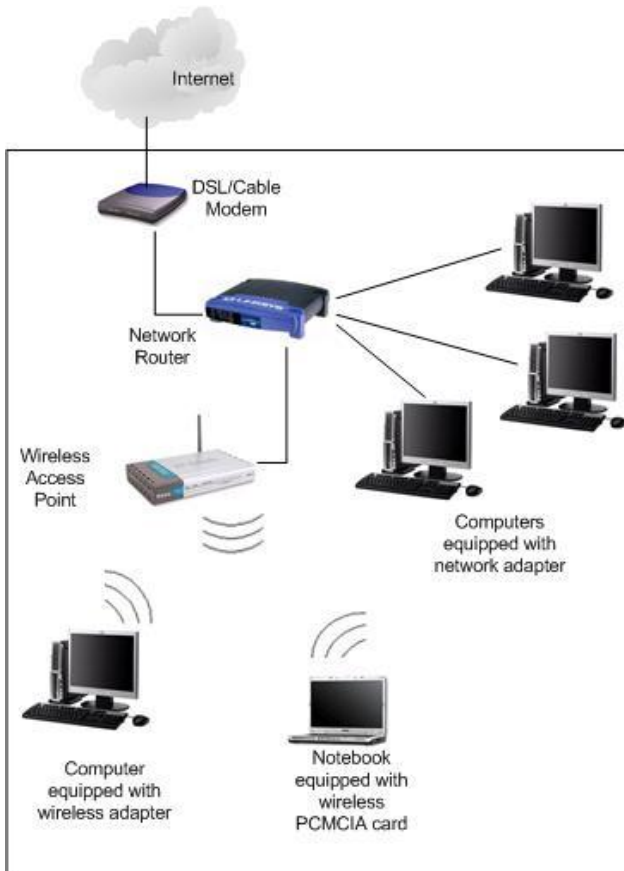 Internet
DSL/Cable
Modem
LINKSYS
Network
Router
Wireless
Access
Point
Computers
equipped with
network adapter
Computer
equipped with
wireless adapter
Notebook
equipped with
wireless
PCMCIA card